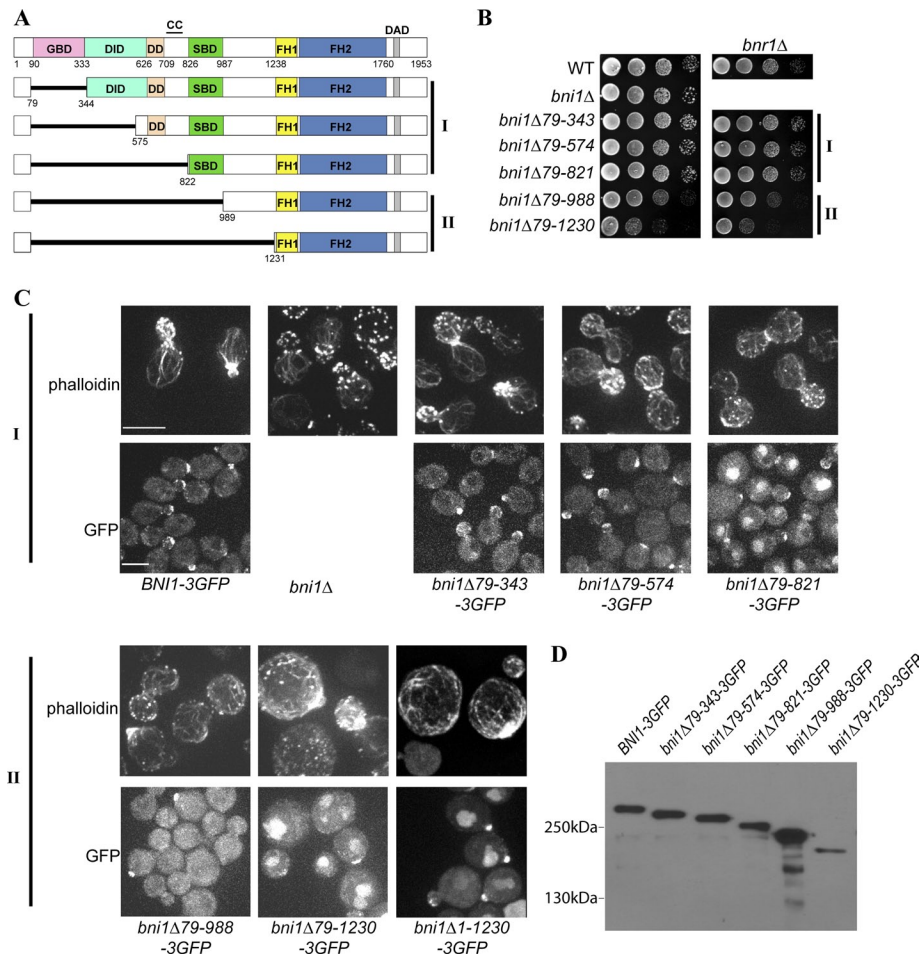 A
CC
DAD
GBD DID DD SBD FH1 FH2
1 90 333 626 709 826 987 1238 1760 1953
DID DD SBD FH1 FH2
79 344
I
DD SBD FH1 FH2
575
SBD FH1 FH2
822
FH1 FH2
989
II
FH1 FH2
1231
B
bnr1Δ
WT
bni1Δ
bni1Δ79-343
bni1Δ79-574
I
bni1Δ79-821
bni1Δ79-988
II
bni1Δ79-1230
C
phalloidin
I
GFP
BNI1-3GFP bni1Δ bni1Δ79-343 bni1Δ79-574 bni1Δ79-821
-3GFP -3GFP -3GFP
phalloidin
II
GFP
bni1Δ79-988 bni1Δ79-1230 bni1Δ1-1230
-3GFP -3GFP -3GFP
D
BNI1-3GFP
bni1Δ79-343-3GFP
bni1Δ79-574-3GFP
bni1Δ79-821-3GFP
bni1Δ79-988-3GFP
bni1Δ79-1230-3GFP
250kDa-
130kDa-